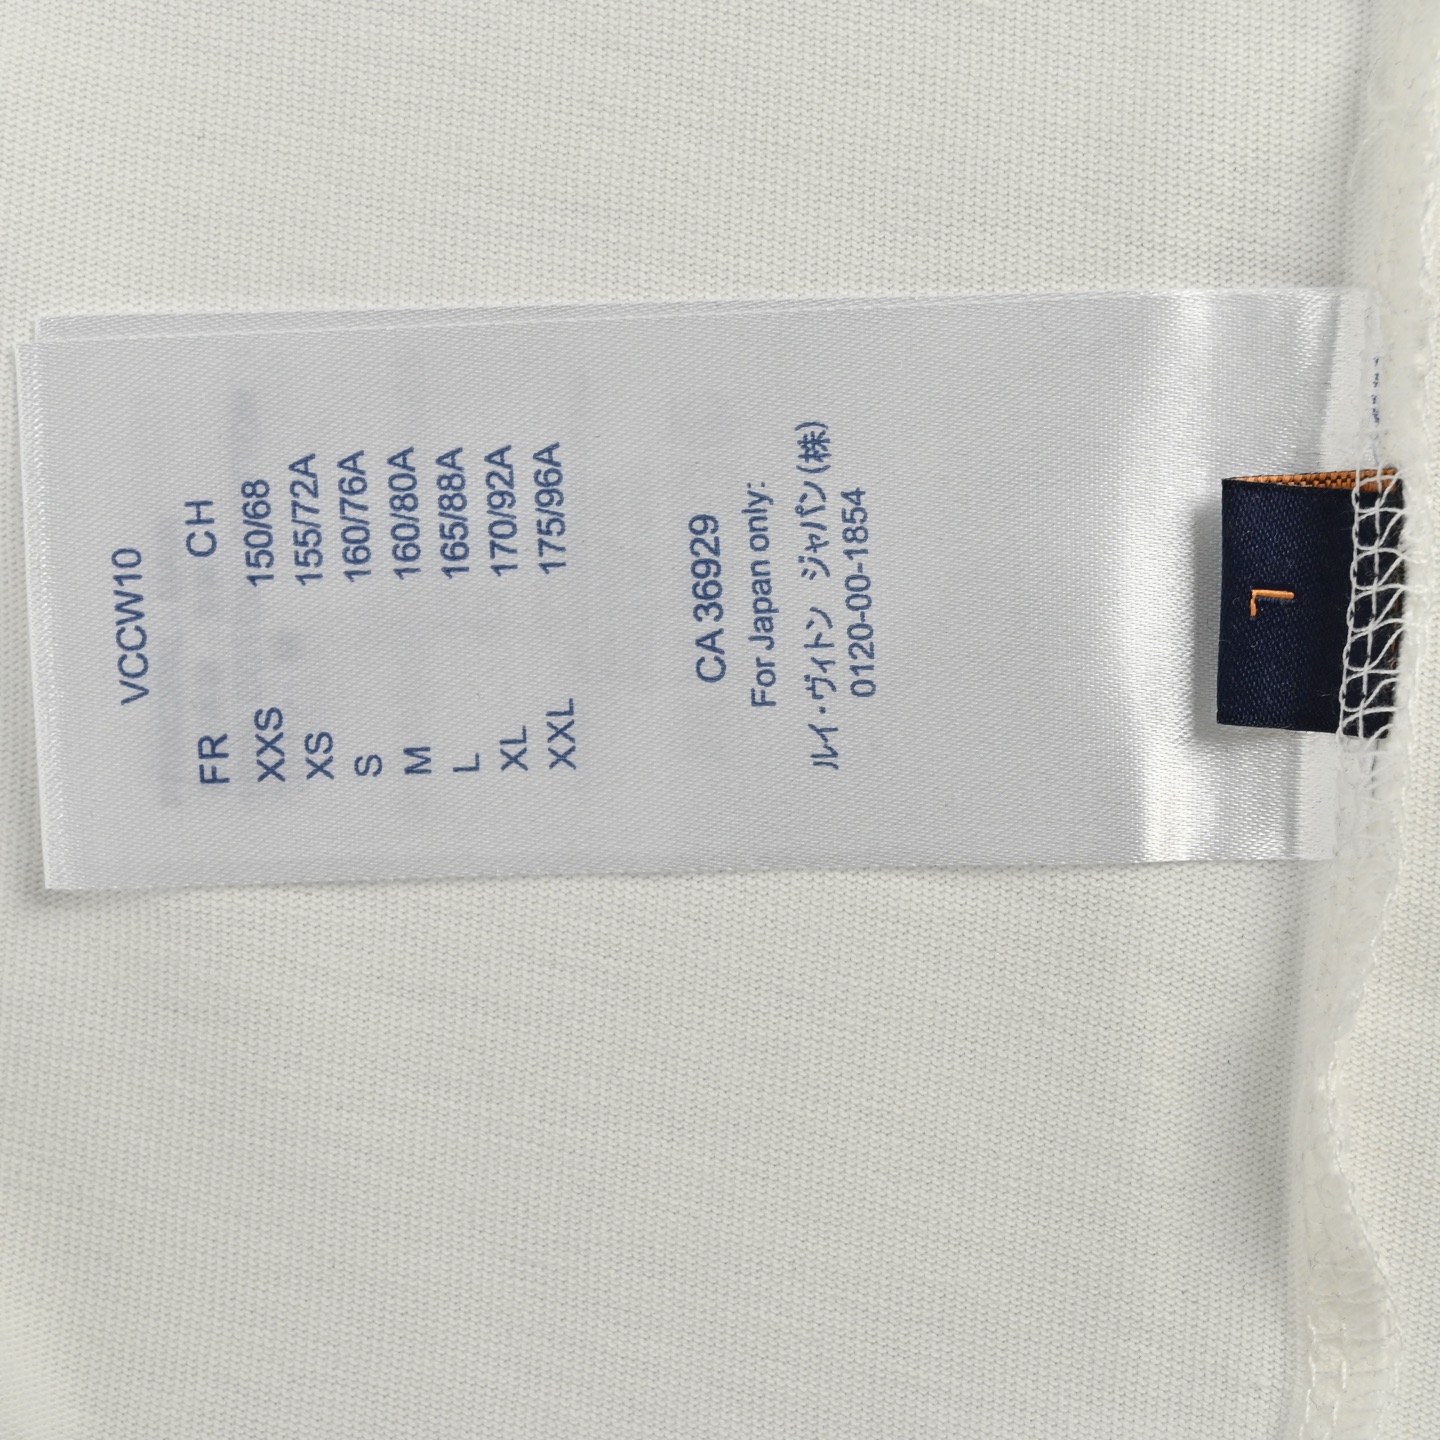 VCCW10
FR CH
XXS 150/68
XS 155/72A
S 160/76A
M 160/80A
L 165/88A
XL 170/92A
XXL 175/96A
CA 36929
For Japan only:
ルイ・ヴィトン ジャパン(株)
0120-00-1854
L